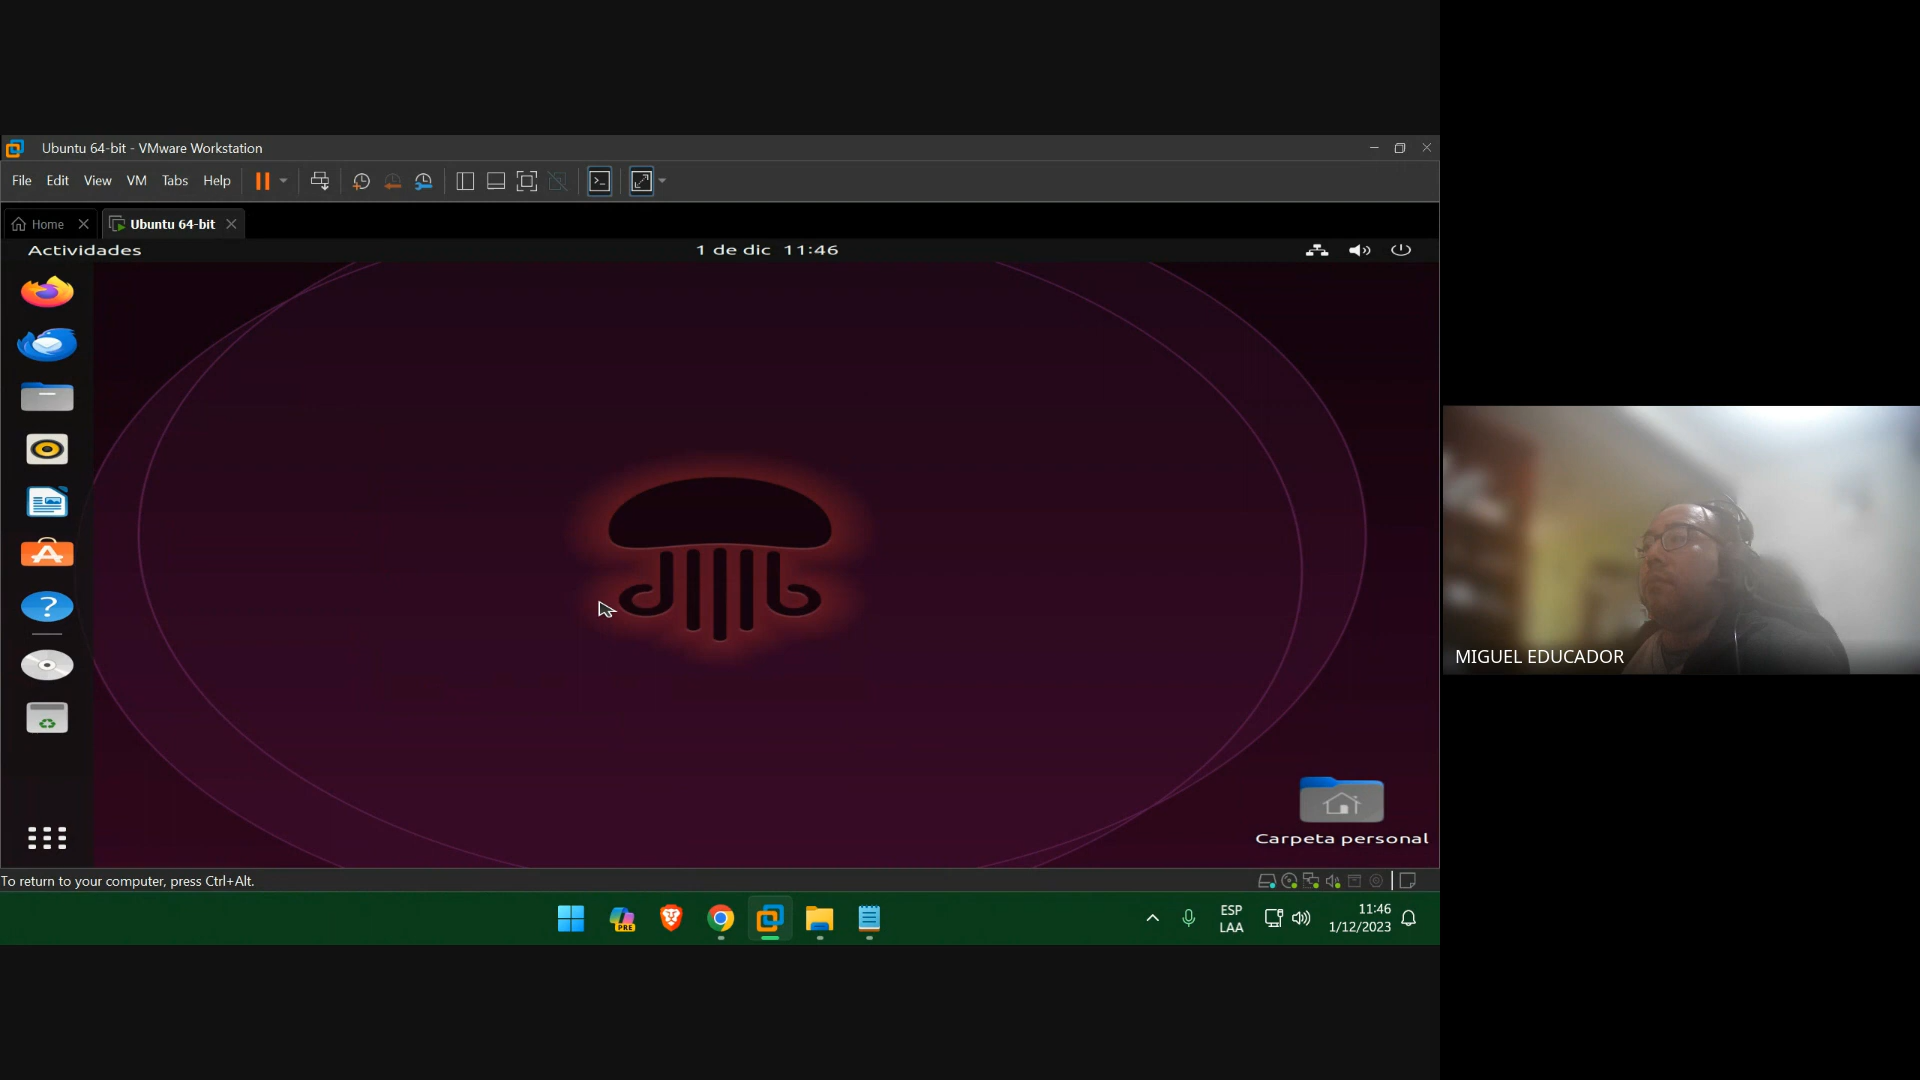 Ubuntu 64-bit - VMware Workstation
File Edit View VM Tabs Help
Home
Ubuntu 64-bit
Actividades
1 de dic 11:46
Carpeta personal
To return to your computer, press Ctrl+Alt.
PRE
ESP
LAA
11:46
1/12/2023
MIGUEL EDUCADOR